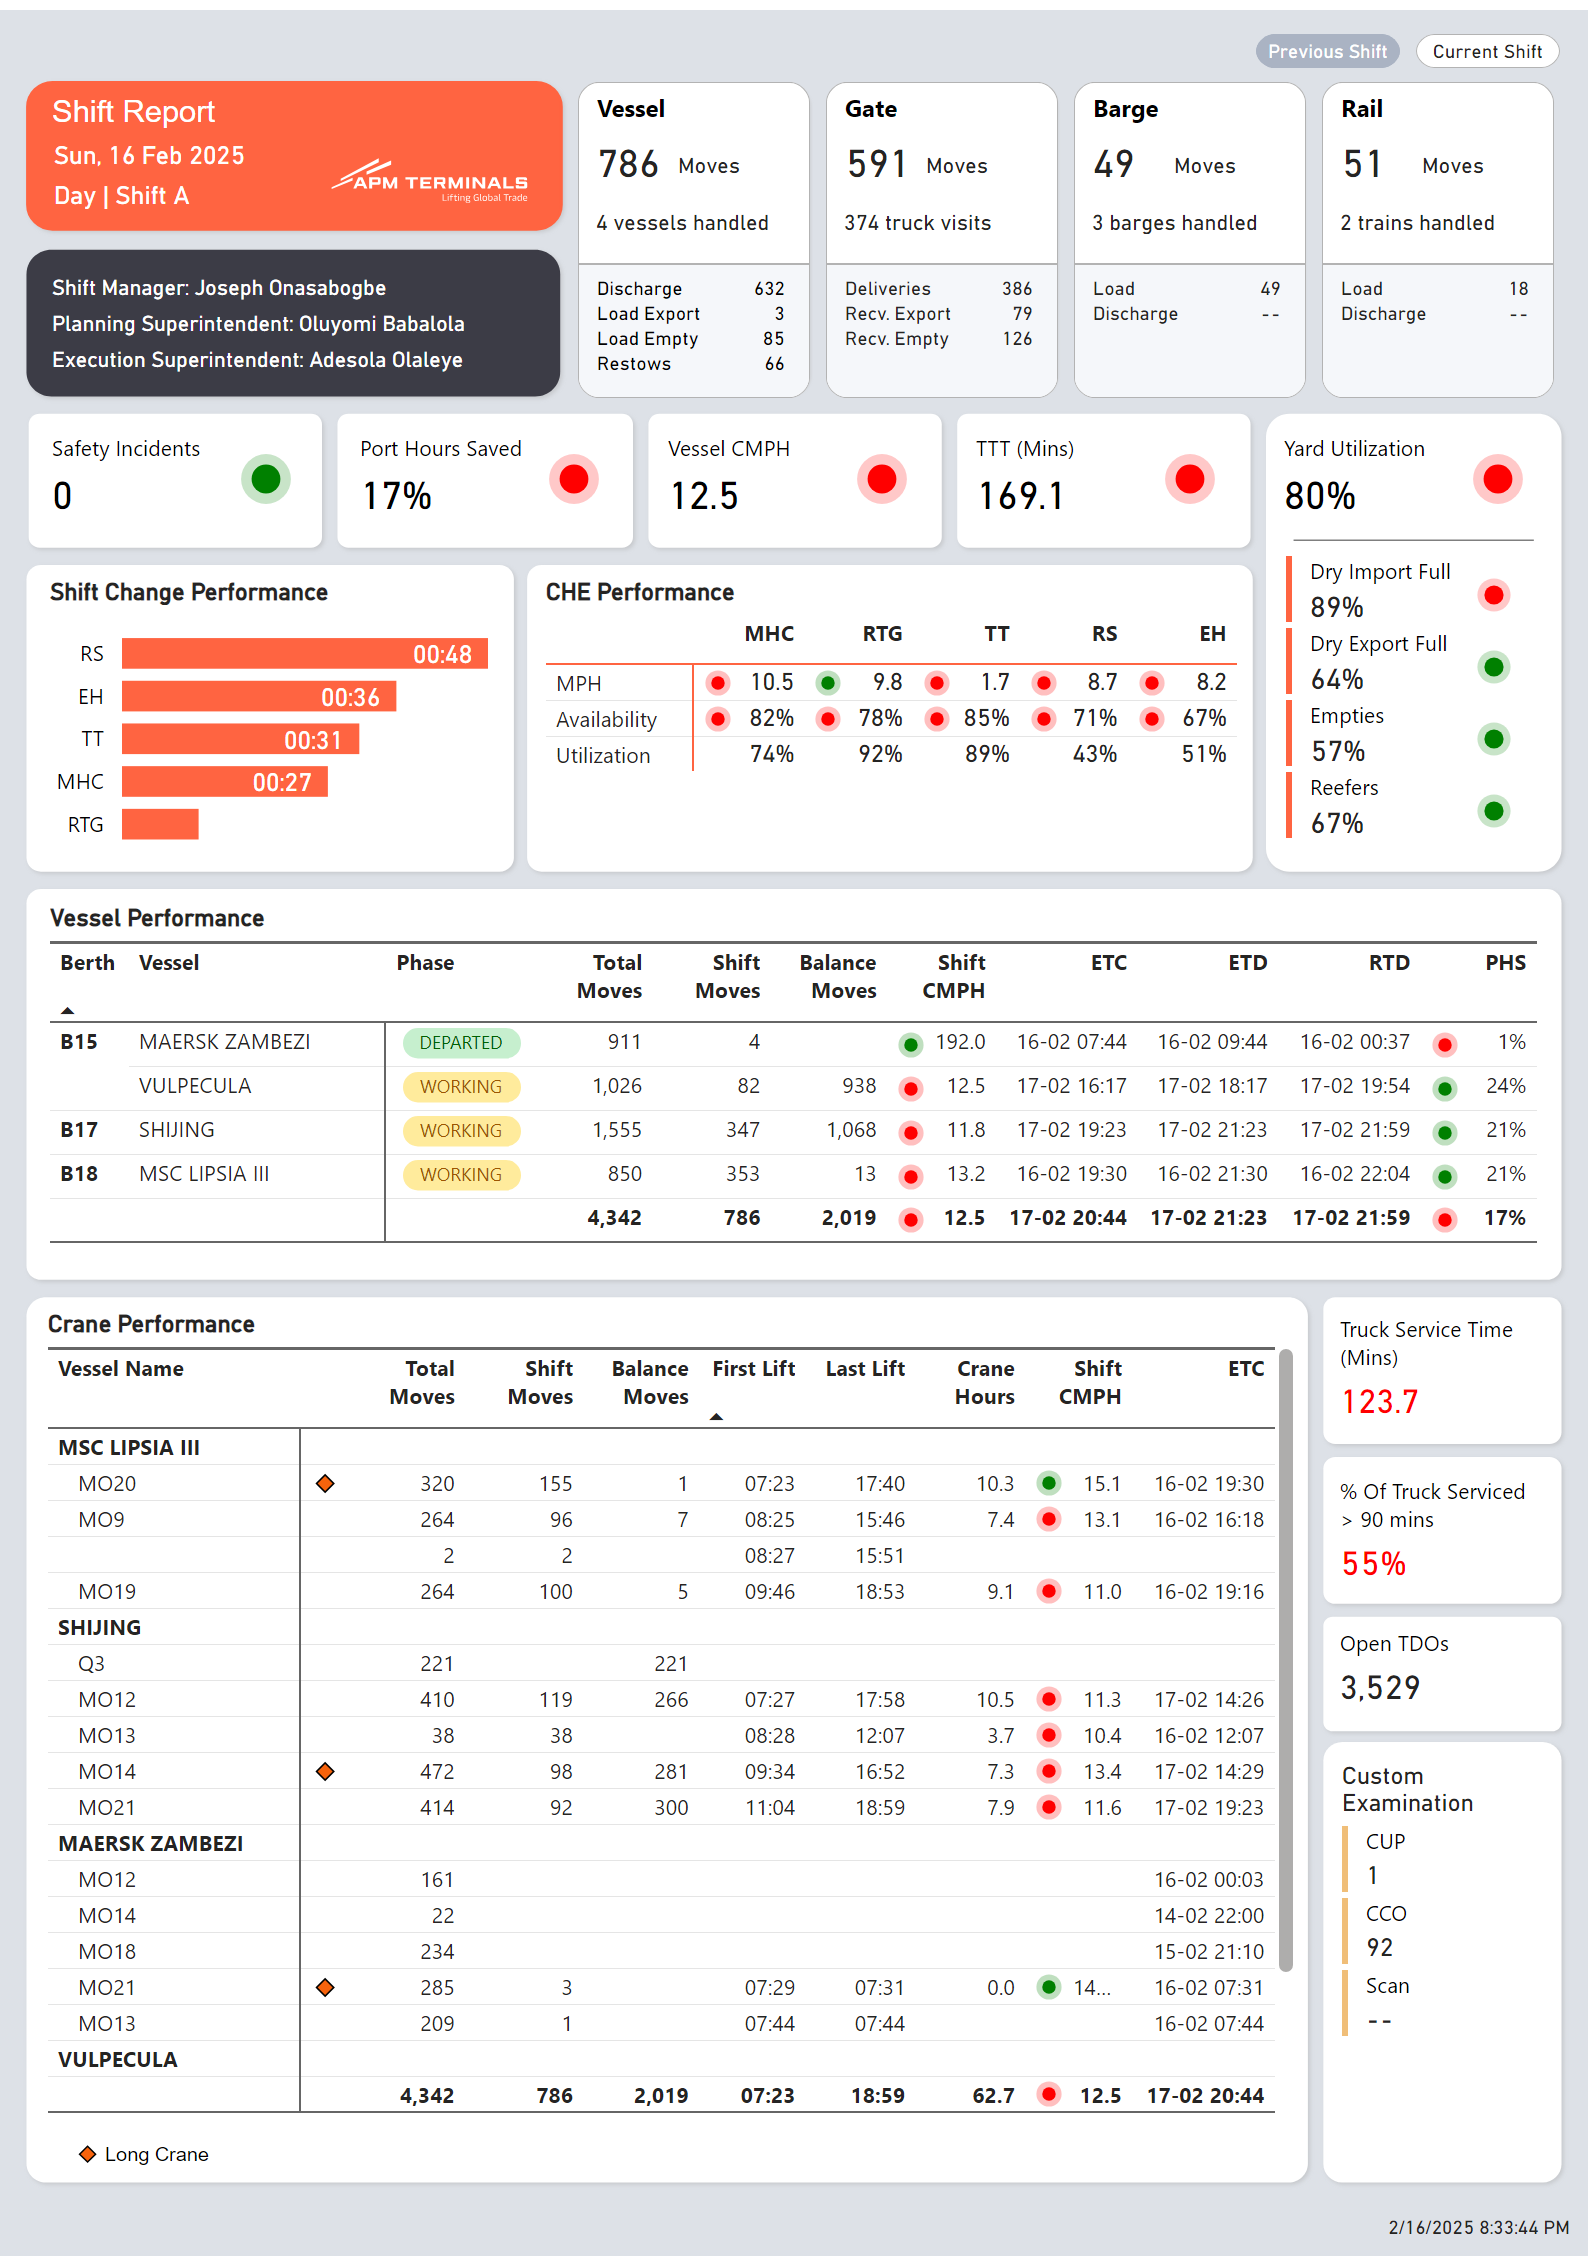 Previous Shift Current Shift
Shift Report
Sun, 16 Feb 2025
Day | Shift A
APM TERMINALS
Lifting Global Trade
Shift Manager: Joseph Onasabogbe
Planning Superintendent: Oluyomi Babalola
Execution Superintendent: Adesola Olaleye
Vessel
786 Moves
4 vessels handled
Discharge 632
Load Export 3
Load Empty 85
Restows 66
Gate
591 Moves
374 truck visits
Deliveries 386
Recv. Export 79
Recv. Empty 126
Barge
49 Moves
3 barges handled
Load 49
Discharge --
Rail
51 Moves
2 trains handled
Load 18
Discharge --
Safety Incidents
0
Port Hours Saved
17%
Vessel CMPH
12.5
TTT (Mins)
169.1
Yard Utilization
80%
Dry Import Full
89%
Dry Export Full
64%
Empties
57%
Reefers
67%
Shift Change Performance
RS 00:48
EH 00:36
TT 00:31
MHC 00:27
RTG
CHE Performance
MHC RTG TT RS EH
MPH 10.5 9.8 1.7 8.7 8.2
Availability 82% 78% 85% 71% 67%
Utilization 74% 92% 89% 43% 51%
Vessel Performance
Berth Vessel Phase Total Moves Shift Moves Balance Moves Shift CMPH ETC ETD RTD PHS
B15 MAERSK ZAMBEZI DEPARTED 911 4 192.0 16-02 07:44 16-02 09:44 16-02 00:37 1%
VULPECULA WORKING 1,026 82 938 12.5 17-02 16:17 17-02 18:17 17-02 19:54 24%
B17 SHIJING WORKING 1,555 347 1,068 11.8 17-02 19:23 17-02 21:23 17-02 21:59 21%
B18 MSC LIPSIA III WORKING 850 353 13 13.2 16-02 19:30 16-02 21:30 16-02 22:04 21%
4,342 786 2,019 12.5 17-02 20:44 17-02 21:23 17-02 21:59 17%
Crane Performance
Vessel Name Total Moves Shift Moves Balance Moves First Lift Last Lift Crane Hours Shift CMPH ETC
MSC LIPSIA III
MO20 320 155 1 07:23 17:40 10.3 15.1 16-02 19:30
MO9 264 96 7 08:25 15:46 7.4 13.1 16-02 16:18
2 2 08:27 15:51
MO19 264 100 5 09:46 18:53 9.1 11.0 16-02 19:16
SHIJING
Q3 221 221
MO12 410 119 266 07:27 17:58 10.5 11.3 17-02 14:26
MO13 38 38 08:28 12:07 3.7 10.4 16-02 12:07
MO14 472 98 281 09:34 16:52 7.3 13.4 17-02 14:29
MO21 414 92 300 11:04 18:59 7.9 11.6 17-02 19:23
MAERSK ZAMBEZI
MO12 161 16-02 00:03
MO14 22 14-02 22:00
MO18 234 15-02 21:10
MO21 285 3 07:29 07:31 0.0 14... 16-02 07:31
MO13 209 1 07:44 07:44 16-02 07:44
VULPECULA
4,342 786 2,019 07:23 18:59 62.7 12.5 17-02 20:44
Long Crane
Truck Service Time
(Mins)
123.7
% Of Truck Serviced
> 90 mins
55%
Open TDOs
3,529
Custom
Examination
CUP
1
CCO
92
Scan
--
2/16/2025 8:33:44 PM